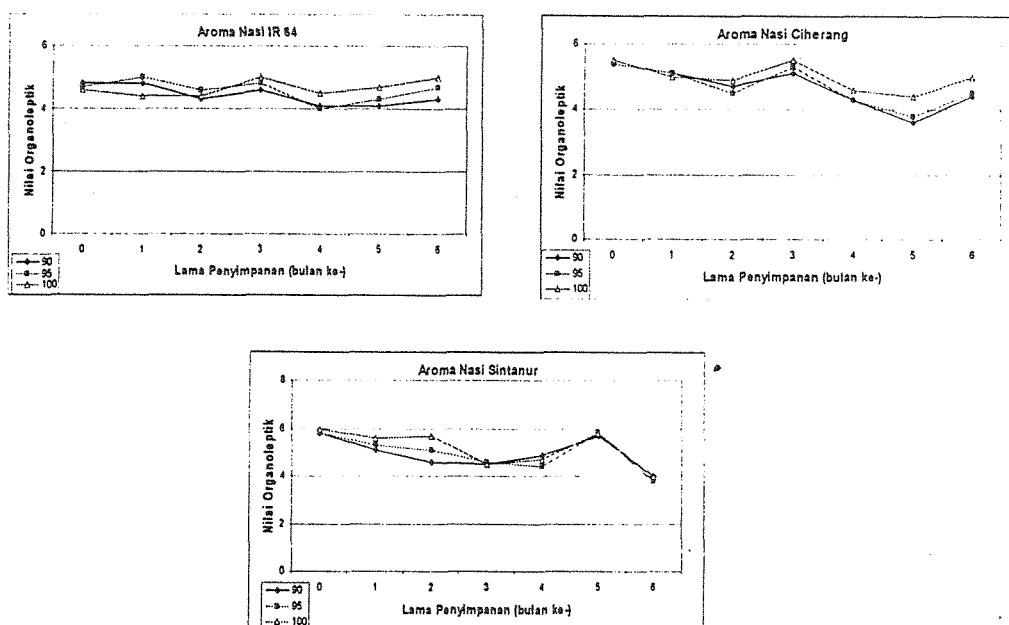 Aroma Nasi IR 64
6
4
2
0
Nilai Organoleptik
0 1 2 3 4 5 6
Lama Penyimpanan (bulan ke-)
90
95
100
Aroma Nasi Ciherang
6
4
2
0
Nilai Organoleptik
0 1 2 3 4 5 6
Lama Penyimpanan (bulan ke-)
90
95
100
Aroma Nasi Sintanur
8
6
4
2
0
Nilai Organoleptik
0 1 2 3 4 5 6
Lama Penyimpanan (bulan ke-)
90
95
100